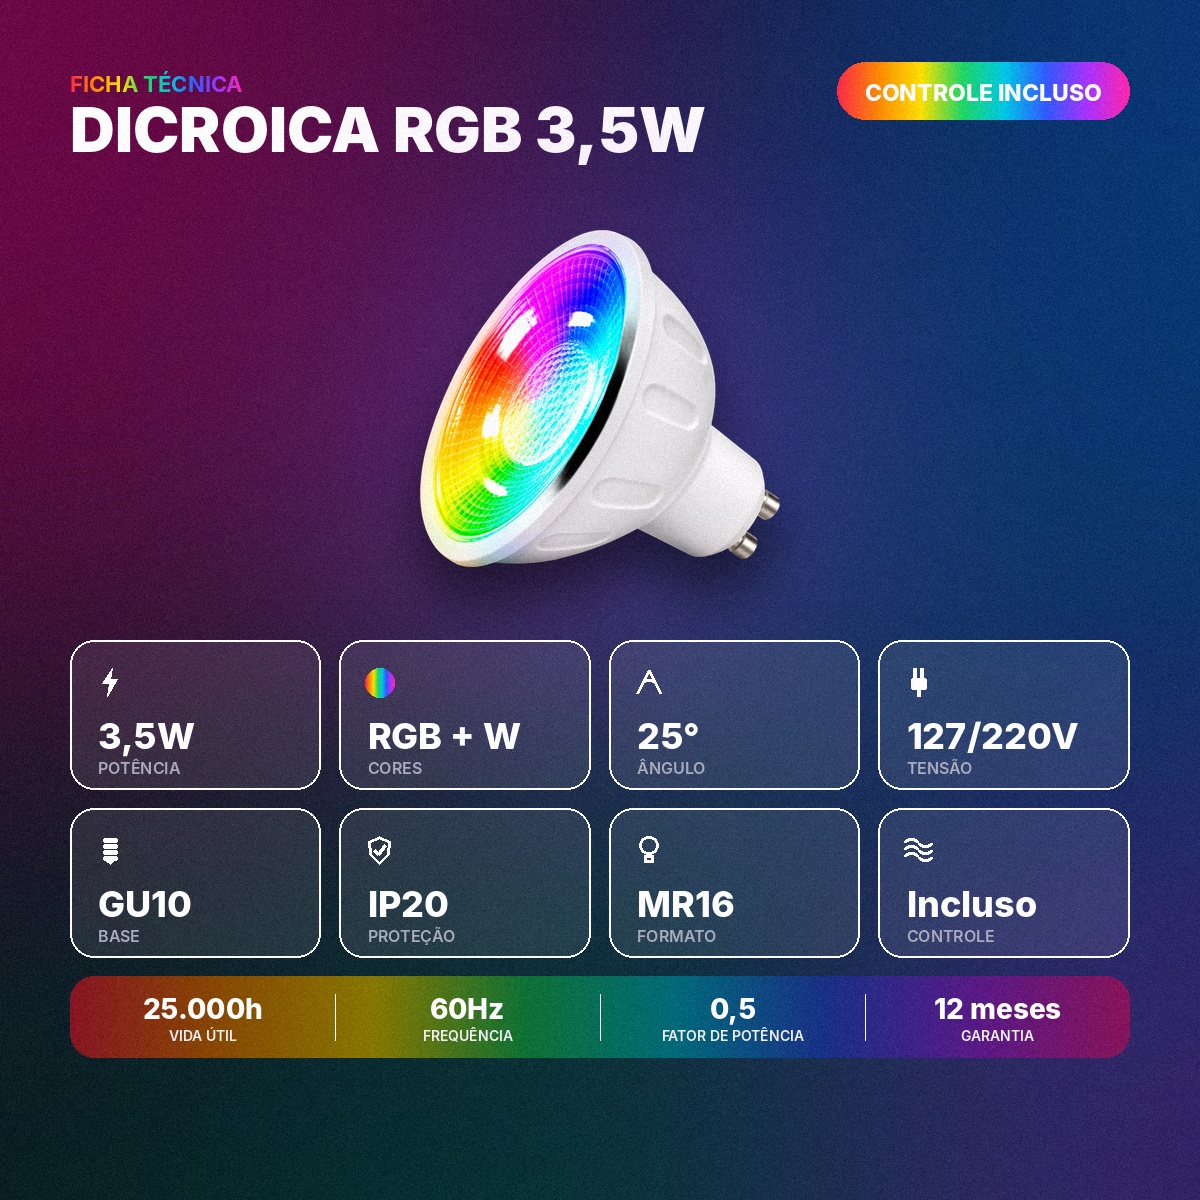 FICHA TÉCNICA
DICROICA RGB 3,5W
CONTROLE INCLUSO
3,5W
POTÊNCIA
RGB + W
CORES
25°
ÂNGULO
127/220V
TENSÃO
GU10
BASE
IP20
PROTEÇÃO
MR16
FORMATO
Incluso
CONTROLE
25.000h
VIDA ÚTIL
60Hz
FREQUÊNCIA
0,5
FATOR DE POTÊNCIA
12 meses
GARANTIA